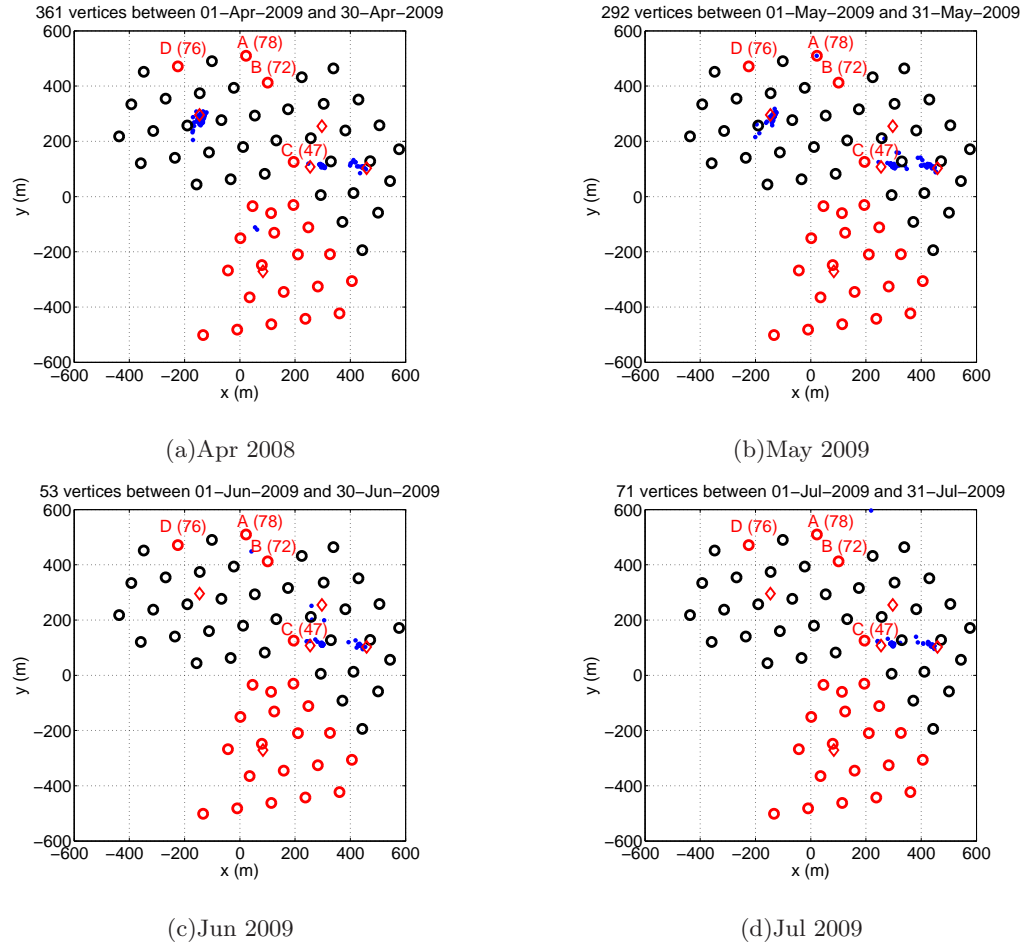 361 vertices between 01−Apr−2009 and 30−Apr−2009
600
400
200
0
−200
−400
−600
y (m)
−600 −400 −200 0 200 400 600
x (m)
D (76)
A (78)
B (72)
C (47)
(a)Apr 2008
292 vertices between 01−May−2009 and 31−May−2009
600
400
200
0
−200
−400
−600
y (m)
−600 −400 −200 0 200 400 600
x (m)
D (76)
A (78)
B (72)
C (47)
(b)May 2009
53 vertices between 01−Jun−2009 and 30−Jun−2009
600
400
200
0
−200
−400
−600
y (m)
−600 −400 −200 0 200 400 600
x (m)
D (76)
A (78)
B (72)
C (47)
(c)Jun 2009
71 vertices between 01−Jul−2009 and 31−Jul−2009
600
400
200
0
−200
−400
−600
y (m)
−600 −400 −200 0 200 400 600
x (m)
D (76)
A (78)
B (72)
C (47)
(d)Jul 2009